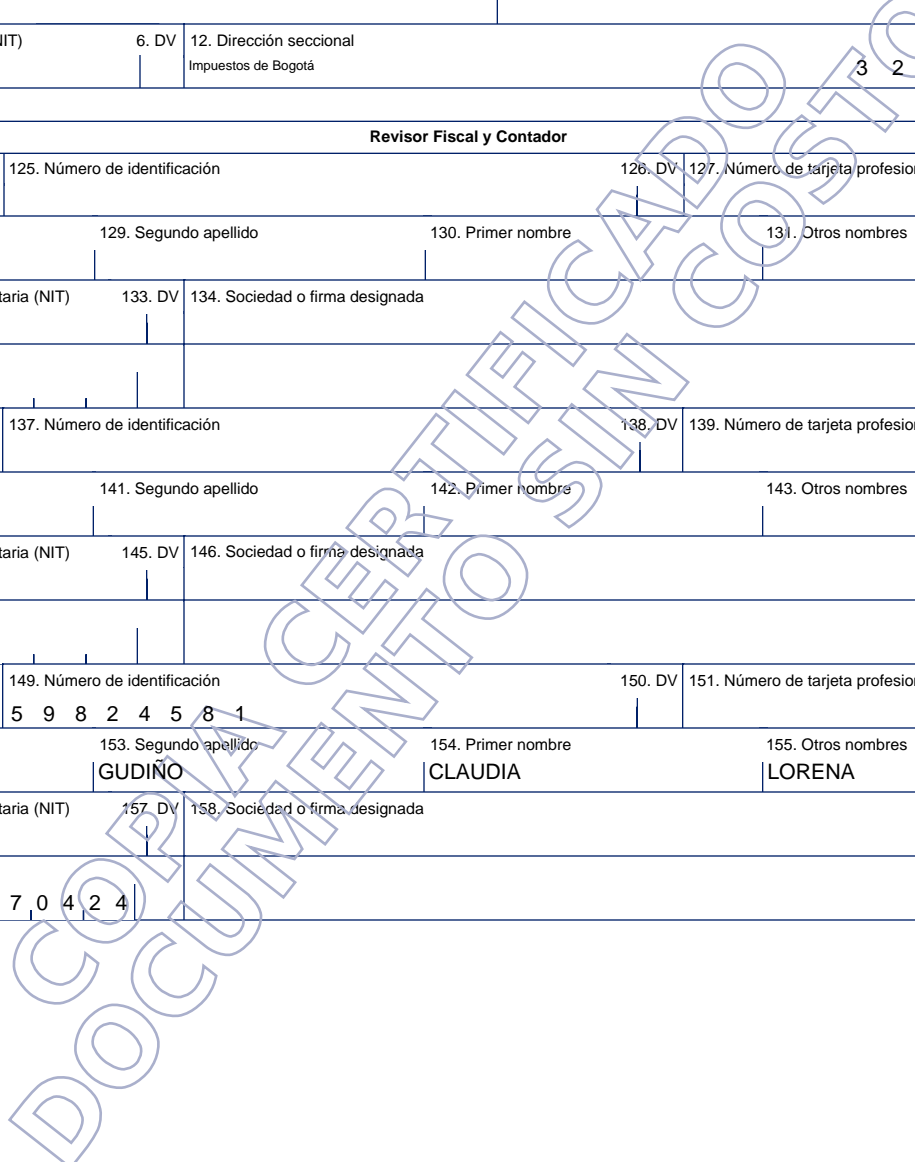 IIT) 6. DV 12. Dirección seccional
Impuestos de Bogotá 3 2
Revisor Fiscal y Contador
125. Número de identificación 126. DV 127. Número de tarjeta profesion
129. Segundo apellido 130. Primer nombre 131. Otros nombres
taria (NIT) 133. DV 134. Sociedad o firma designada
137. Número de identificación 138. DV 139. Número de tarjeta profesion
141. Segundo apellido 142. Primer nombre 143. Otros nombres
taria (NIT) 145. DV 146. Sociedad o firma designada
149. Número de identificación 150. DV 151. Número de tarjeta profesion
5 9 8 2 4 5 8 1
153. Segundo apellido 154. Primer nombre 155. Otros nombres
GUDIÑO CLAUDIA LORENA
taria (NIT) 157. DV 158. Sociedad o firma designada
7 0 4 2 4
COPIA CERTIFICADO
DOCUMENTO SIN COSTO